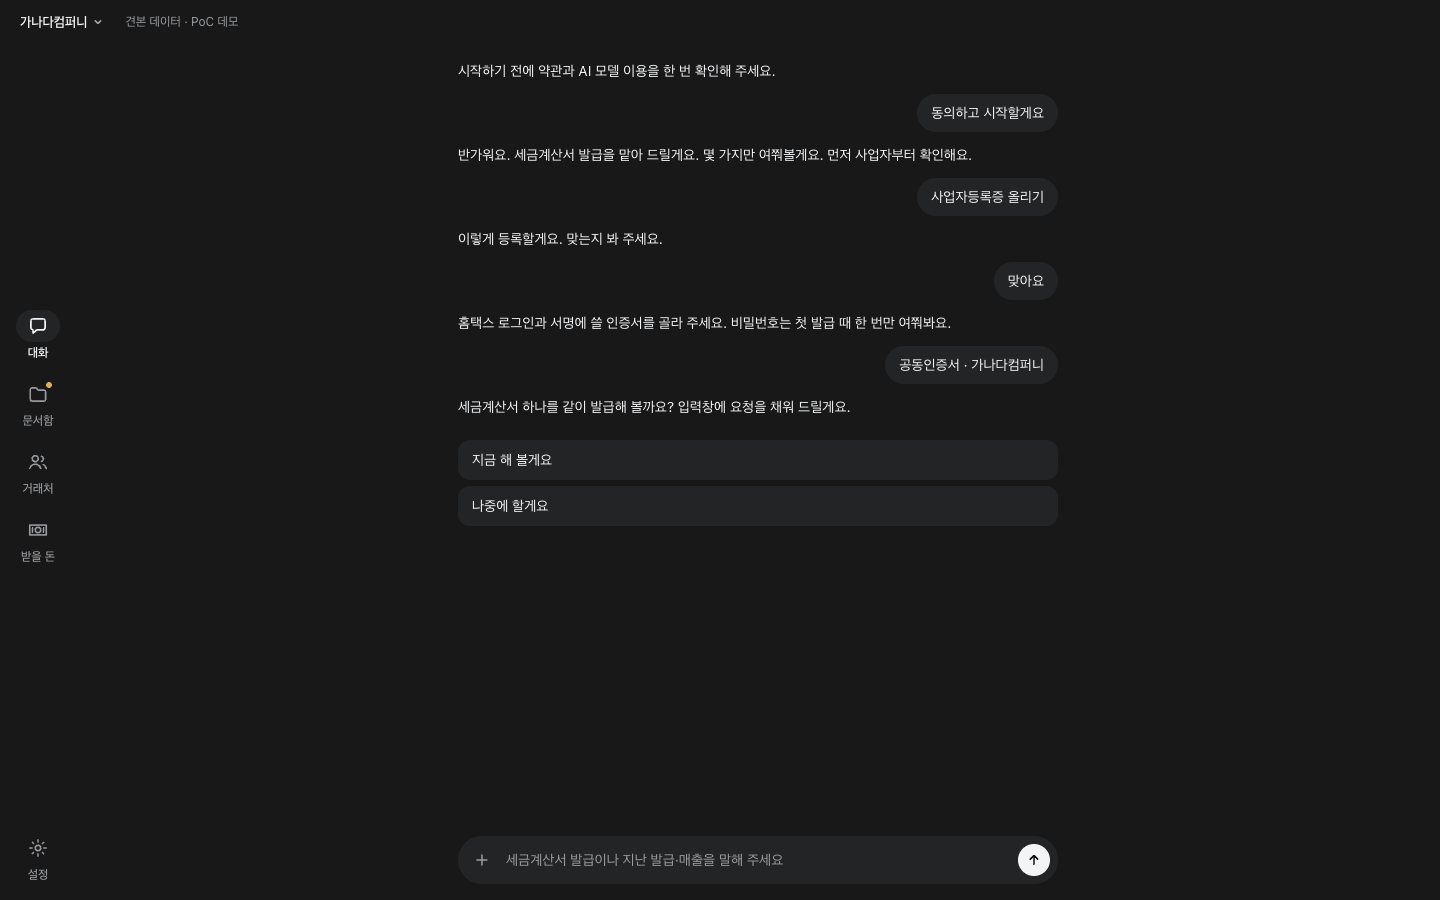 가나다컴퍼니
견본 데이터 · PoC 데모
시작하기 전에 약관과 AI 모델 이용을 한 번 확인해 주세요.
동의하고 시작할게요
반가워요. 세금계산서 발급을 맡아 드릴게요. 몇 가지만 여쭤볼게요. 먼저 사업자부터 확인해요.
사업자등록증 올리기
이렇게 등록할게요. 맞는지 봐 주세요.
맞아요
홈택스 로그인과 서명에 쓸 인증서를 골라 주세요. 비밀번호는 첫 발급 때 한 번만 여쭤봐요.
공동인증서 · 가나다컴퍼니
세금계산서 하나를 같이 발급해 볼까요? 입력창에 요청을 채워 드릴게요.
지금 해 볼게요
나중에 할게요
대화
문서함
거래처
받을 돈
설정
세금계산서 발급이나 지난 발급·매출을 말해 주세요